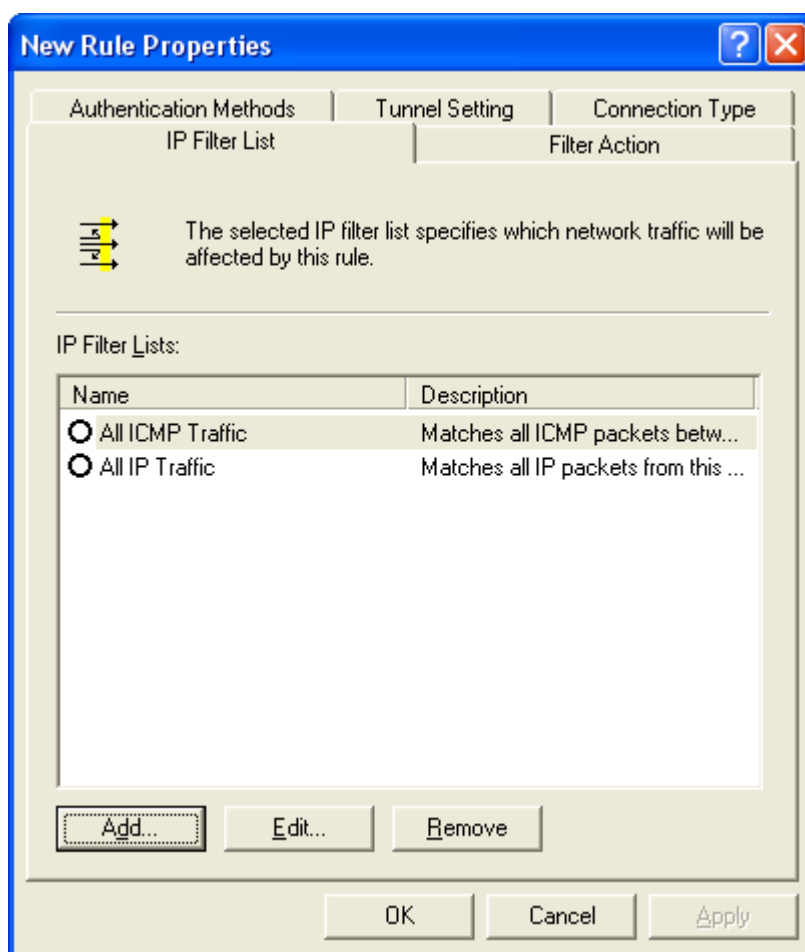 New Rule Properties
Authentication Methods Tunnel Setting Connection Type
IP Filter List Filter Action
The selected IP filter list specifies which network traffic will be
affected by this rule.
IP Filter Lists:
Name Description
All ICMP Traffic Matches all ICMP packets betw...
All IP Traffic Matches all IP packets from this ...
Add... Edit... Remove
OK Cancel Apply